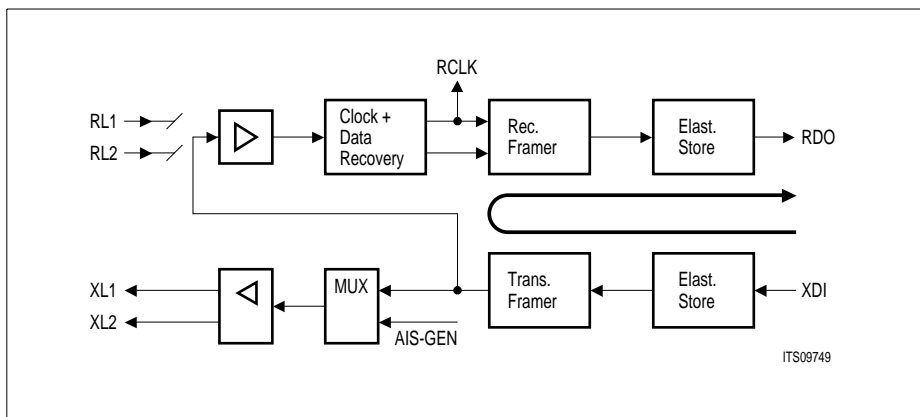 RCLK
RL1
RL2
Clock +
Data
Recovery
Rec.
Framer
Elast.
Store
RDO
XL1
XL2
MUX
AIS-GEN
Trans.
Framer
Elast.
Store
XDI
ITS09749